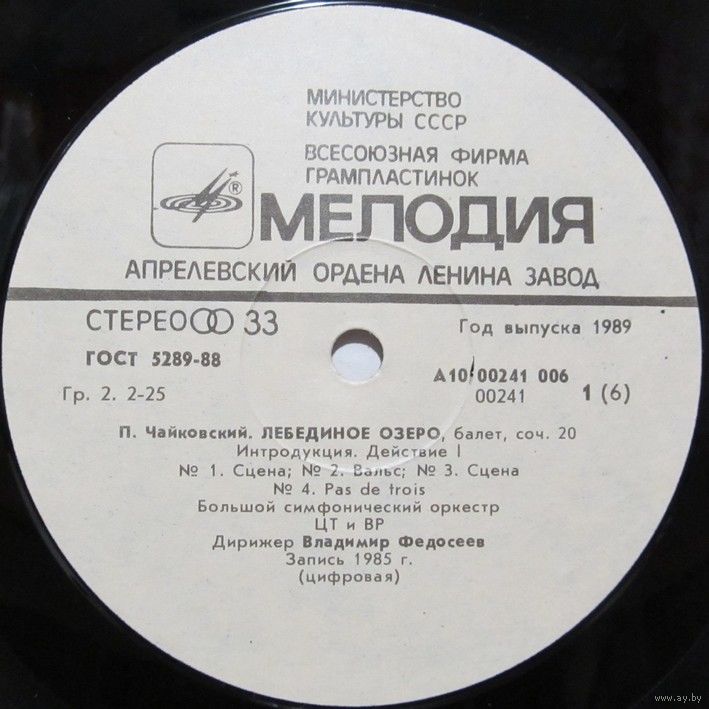 МИНИСТЕРСТВО
КУЛЬТУРЫ СССР
ВСЕСОЮЗНАЯ ФИРМА
ГРАМПЛАСТИНОК
®
МЕЛОДИЯ
АПРЕЛЕВСКИЙ ОРДЕНА ЛЕНИНА ЗАВОД
СТЕРЕО 33
Год выпуска 1989
ГОСТ 5289-88
А10 00241 006
Гр. 2. 2-25
00241 1 (6)
П. Чайковский. ЛЕБЕДИНОЕ ОЗЕРО, балет, соч. 20
Интродукция. Действие I
№ 1. Сцена; № 2. Вальс; № 3. Сцена
№ 4. Pas de trois
Большой симфонический оркестр
ЦТ и ВР
Дирижер Владимир Федосеев
Запись 1985 г.
(цифровая)
www.ay.by